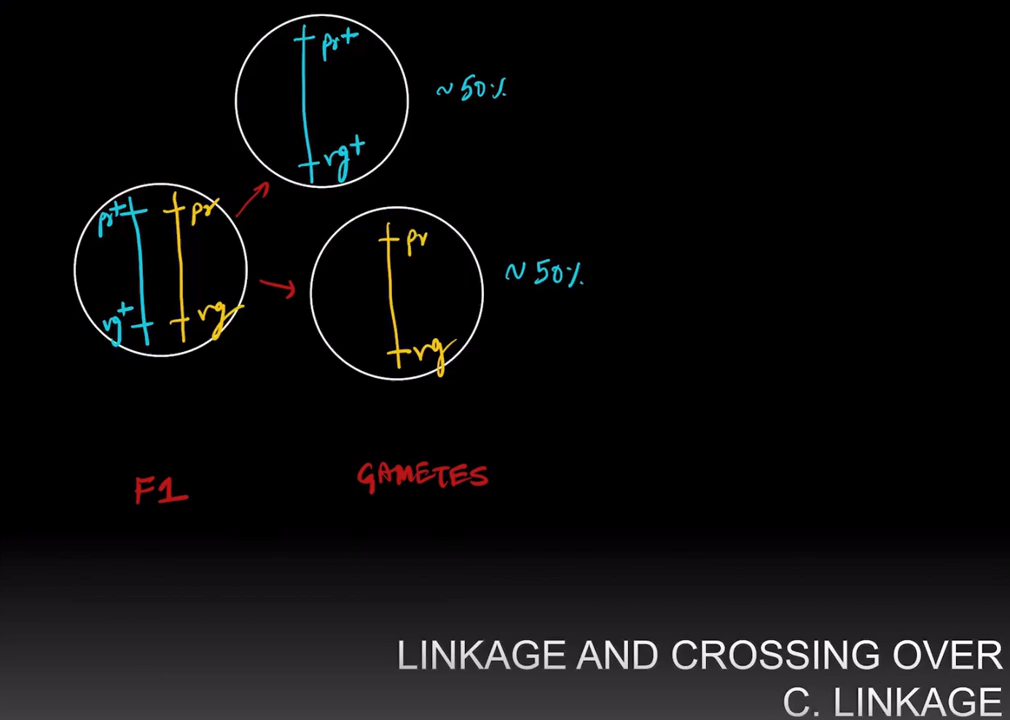 pr+
rg+
~50%
pr+
pr
rg+
rg
pr
rg
~50%
F1
GAMETES
LINKAGE AND CROSSING OVER
C. LINKAGE